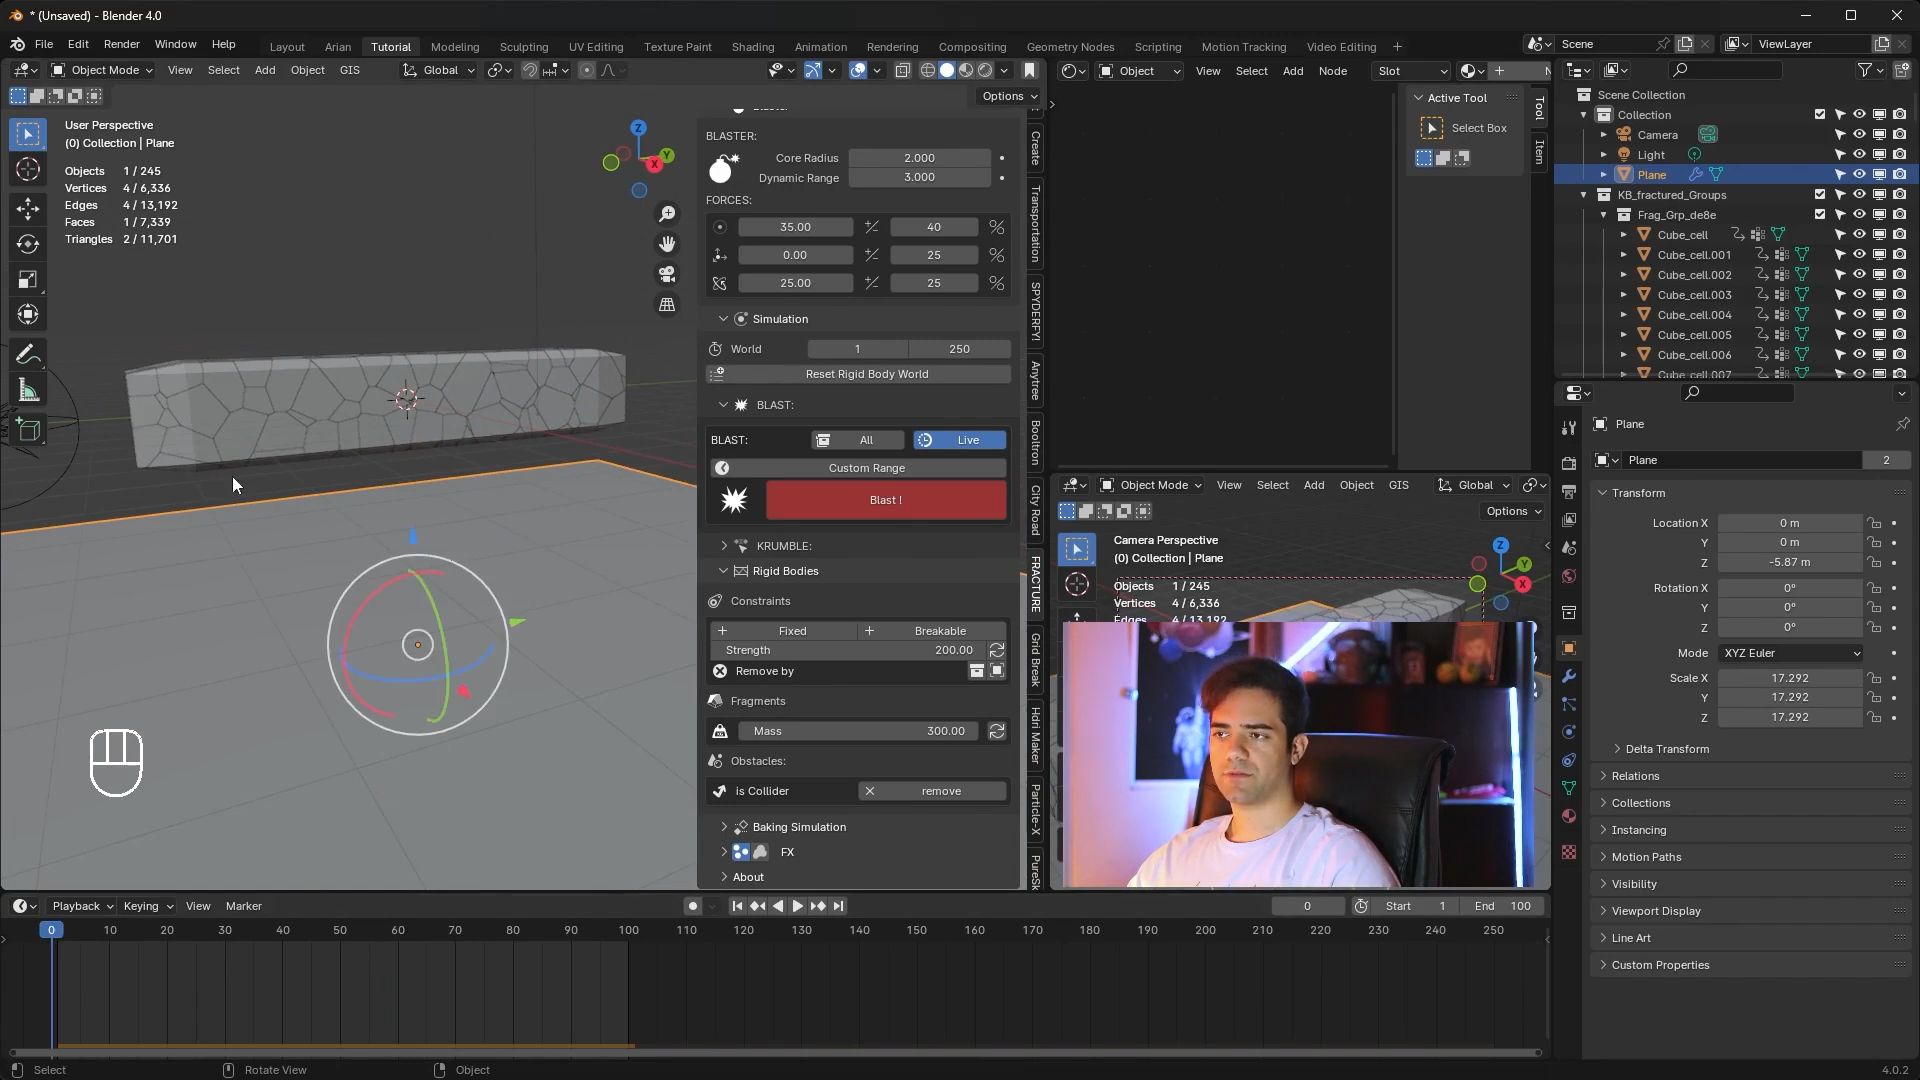 * (Unsaved) - Blender 4.0
File Edit Render Window Help Layout Arian Tutorial Modeling Sculpting UV Editing Texture Paint Shading Animation Rendering Compositing Geometry Nodes Scripting Motion Tracking Video Editing + Scene ViewLayer
Object Mode View Select Add Object GIS Global
Options
User Perspective
(0) Collection | Plane
Objects 1 / 245
Vertices 4 / 6,336
Edges 4 / 13,192
Faces 1 / 7,339
Triangles 2 / 11,701
Z
Y
X
BLASTER:
Core Radius 2.000
Dynamic Range 3.000
FORCES:
35.00 +/- 40 %
0.00 +/- 25 %
25.00 +/- 25 %
Simulation
World 1 250
Reset Rigid Body World
BLAST:
BLAST: All Live
Custom Range
Blast !
KRUMBLE:
Rigid Bodies
Constraints
+ Fixed + Breakable
Strength 200.00
Remove by
Fragments
Mass 300.00
Obstacles:
is Collider remove
Baking Simulation
FX
About
Create
Transportation
SPYDERFY!
Anytree
Booltron
City Road
FRACTURE
Grid Break
Hdri Maker
Particle-X
PureSk
Object View Select Add Node Slot
Active Tool
Select Box
Tool
Item
Object Mode View Select Add Object GIS Global
Options
Camera Perspective
(0) Collection | Plane
Objects 1 / 245
Vertices 4 / 6,336
Edges 4 / 13,192
Z
Y
X
Scene Collection
Collection
Camera
Light
Plane
KB_fractured_Groups
Frag_Grp_de8e
Cube_cell
Cube_cell.001
Cube_cell.002
Cube_cell.003
Cube_cell.004
Cube_cell.005
Cube_cell.006
Cube_cell.007
Plane
Plane 2
Transform
Location X 0 m
Y 0 m
Z -5.87 m
Rotation X 0°
Y 0°
Z 0°
Mode XYZ Euler
Scale X 17.292
Y 17.292
Z 17.292
Delta Transform
Relations
Collections
Instancing
Motion Paths
Visibility
Viewport Display
Line Art
Custom Properties
Playback Keying View Marker 0 Start 1 End 100
0 10 20 30 40 50 60 70 80 90 100 110 120 130 140 150 160 170 180 190 200 210 220 230 240 250
Select Rotate View Object 4.0.2